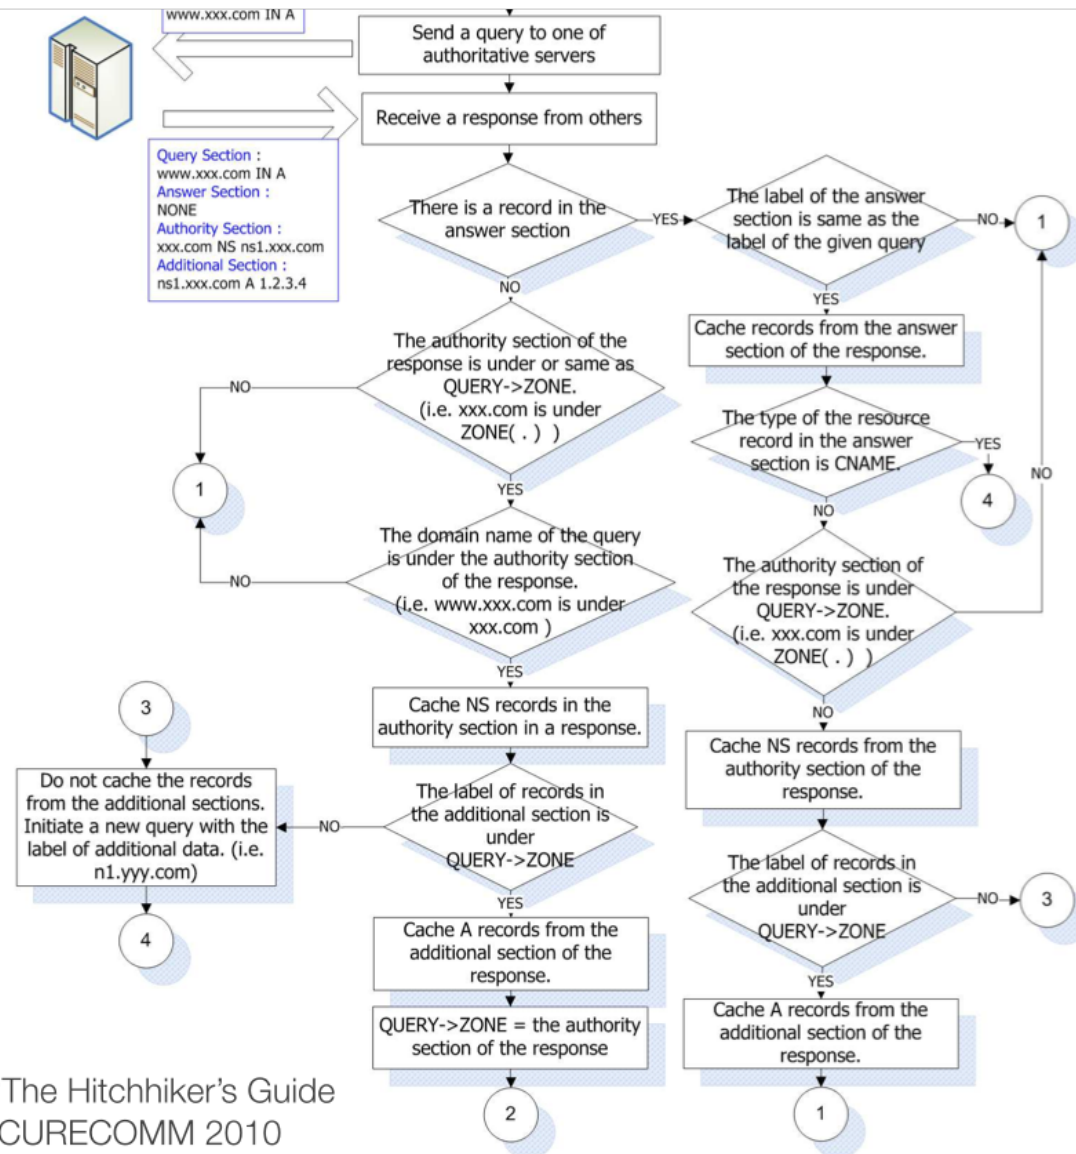 www.xxx.com IN A
Send a query to one of
authoritative servers
Receive a response from others
Query Section :
www.xxx.com IN A
Answer Section :
NONE
Authority Section :
xxx.com NS ns1.xxx.com
Additional Section :
ns1.xxx.com A 1.2.3.4
There is a record in the
answer section
YES
The label of the answer
section is same as the
label of the given query
NO
1
NO
YES
Cache records from the answer
section of the response.
The authority section of the
response is under or same as
QUERY->ZONE.
(i.e. xxx.com is under
ZONE( . ) )
NO
1
YES
The type of the resource
record in the answer
section is CNAME.
YES
4
NO
NO
The domain name of the query
is under the authority section
of the response.
(i.e. www.xxx.com is under
xxx.com )
NO
YES
The authority section of
the response is under
QUERY->ZONE.
(i.e. xxx.com is under
ZONE( . ) )
NO
Cache NS records in the
authority section in a response.
Cache NS records from the
authority section of the
response.
3
Do not cache the records
from the additional sections.
Initiate a new query with the
label of additional data. (i.e.
n1.yyy.com)
4
The label of records in
the additional section is
under
QUERY->ZONE
NO
YES
The label of records in
the additional section is
under
QUERY->ZONE
NO
3
YES
Cache A records from the
additional section of the
response.
QUERY->ZONE = the authority
section of the response
2
Cache A records from the
additional section of the
response.
1
The Hitchhiker's Guide
CURECOMM 2010